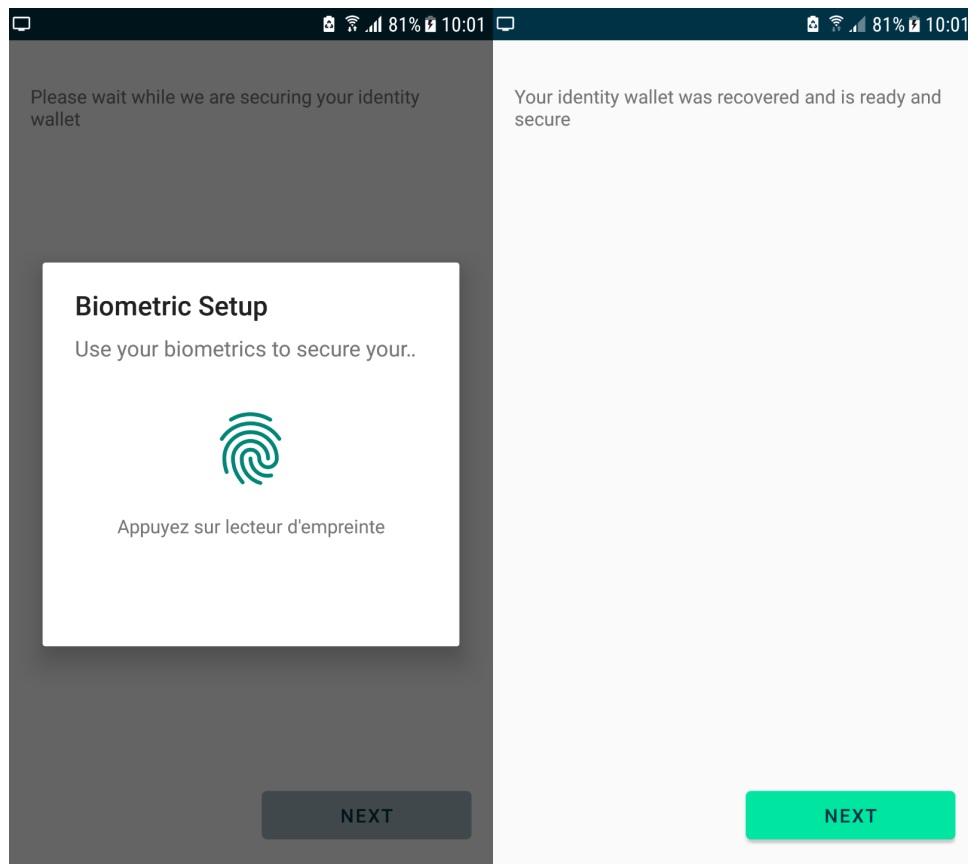 81% 10:01
Please wait while we are securing your identity
wallet
Biometric Setup
Use your biometrics to secure your..
Appuyez sur lecteur d'empreinte
NEXT
81% 10:01
Your identity wallet was recovered and is ready and
secure
NEXT